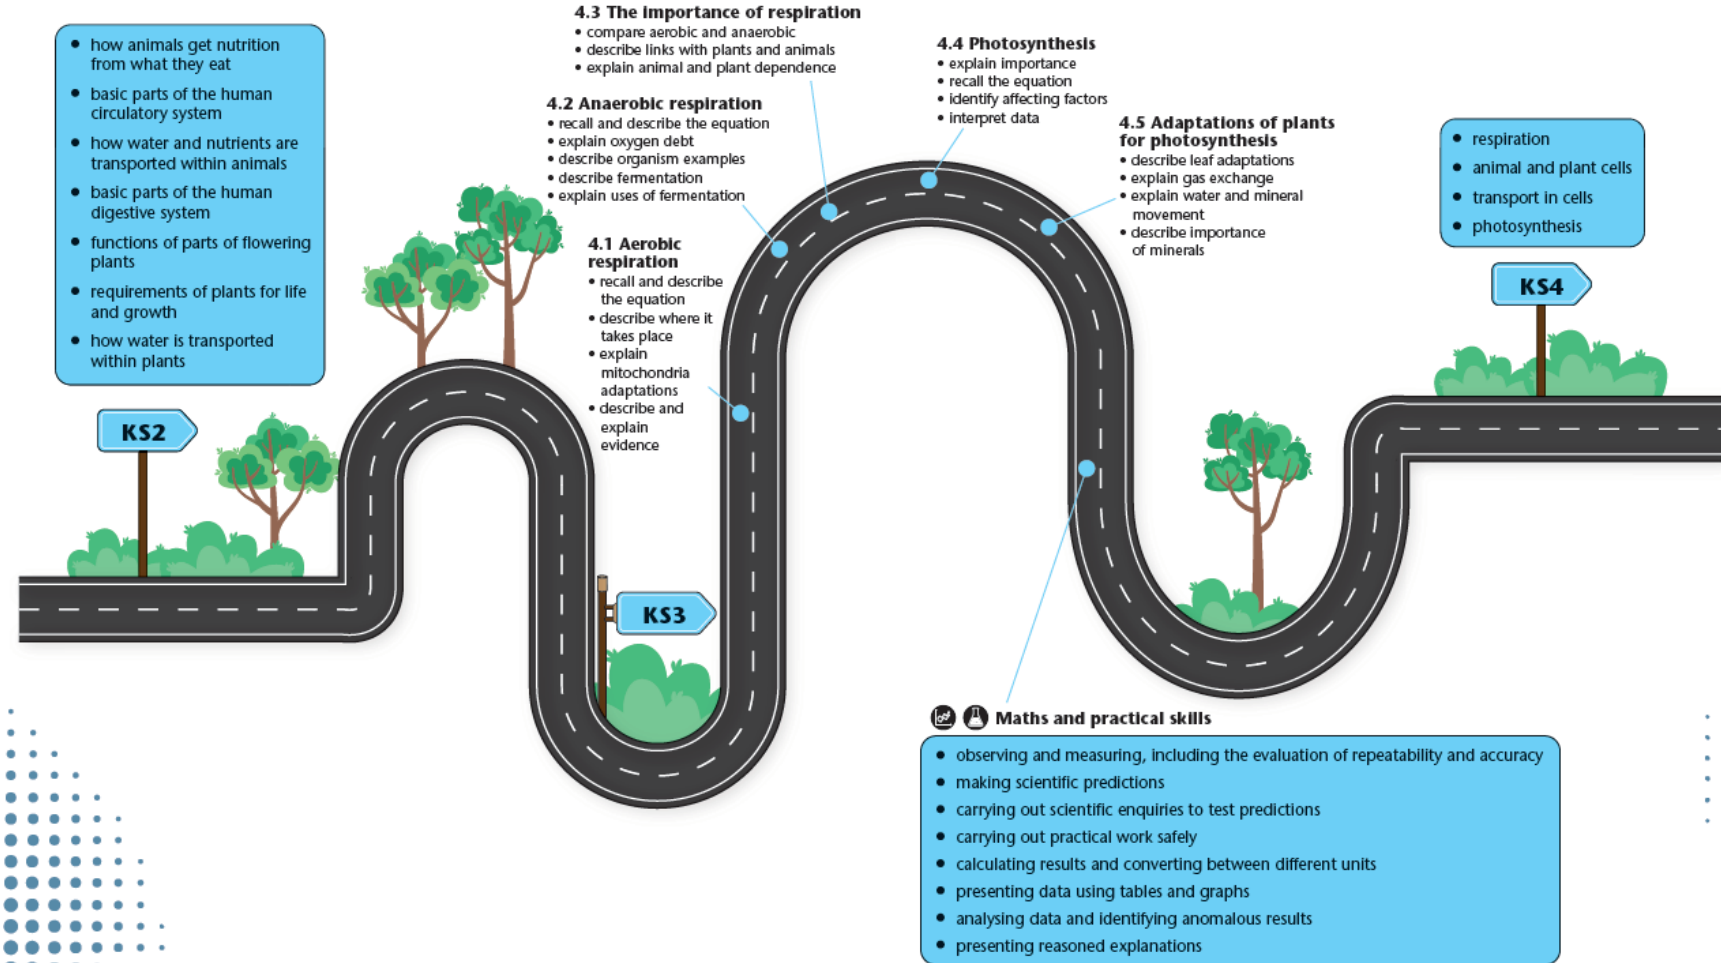 • how animals get nutrition
from what they eat
• basic parts of the human
circulatory system
• how water and nutrients are
transported within animals
• basic parts of the human
digestive system
• functions of parts of flowering
plants
• requirements of plants for life
and growth
• how water is transported
within plants
KS2
KS3
4.1 Aerobic
respiration
• recall and describe
the equation
• describe where it
takes place
• explain
mitochondria
adaptations
• describe and
explain
evidence
4.2 Anaerobic respiration
• recall and describe the equation
• explain oxygen debt
• describe organism examples
• describe fermentation
• explain uses of fermentation
4.3 The importance of respiration
• compare aerobic and anaerobic
• describe links with plants and animals
• explain animal and plant dependence
4.4 Photosynthesis
• explain importance
• recall the equation
• identify affecting factors
• interpret data
4.5 Adaptations of plants
for photosynthesis
• describe leaf adaptations
• explain gas exchange
• explain water and mineral
movement
• describe importance
of minerals
Maths and practical skills
• observing and measuring, including the evaluation of repeatability and accuracy
• making scientific predictions
• carrying out scientific enquiries to test predictions
• carrying out practical work safely
• calculating results and converting between different units
• presenting data using tables and graphs
• analysing data and identifying anomalous results
• presenting reasoned explanations
• respiration
• animal and plant cells
• transport in cells
• photosynthesis
KS4